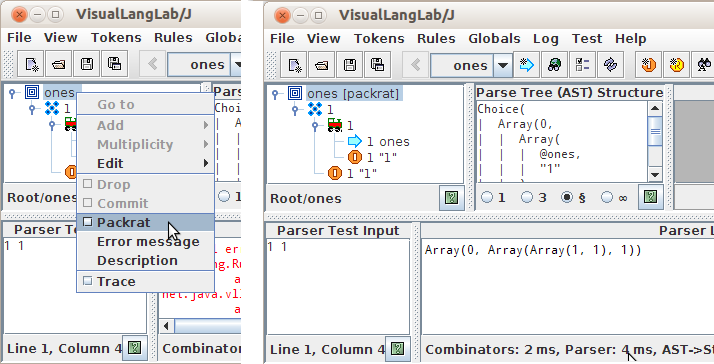 VisualLangLab/J
File View Tokens Rules
ones
ones
Parse
Choic
1
| A
Go to
Add
Multiplicity
Edit
Drop
Commit
Packrat
Error message
Description
Trace
Root/ones
1
Parser Te
1 1
er
ng.Ru
a
net.java.vl
a
Line 1, Column 4
Combinator
VisualLangLab/J
File View Tokens Rules Globals Log Test Help
ones
ones [packrat]
1
1
1 ones
1 "1"
1 "1"
Parse Tree (AST) Structure
Choice(
| Array(0,
| | Array(
| | | @ones,
| | | "1"
Root/ones
1 3 § ∞
Parser Test Input
Parser L
1 1
Array(0, Array(Array(1, 1), 1))
Line 1, Column 4
Combinators: 2 ms, Parser: 4 ms, AST->St